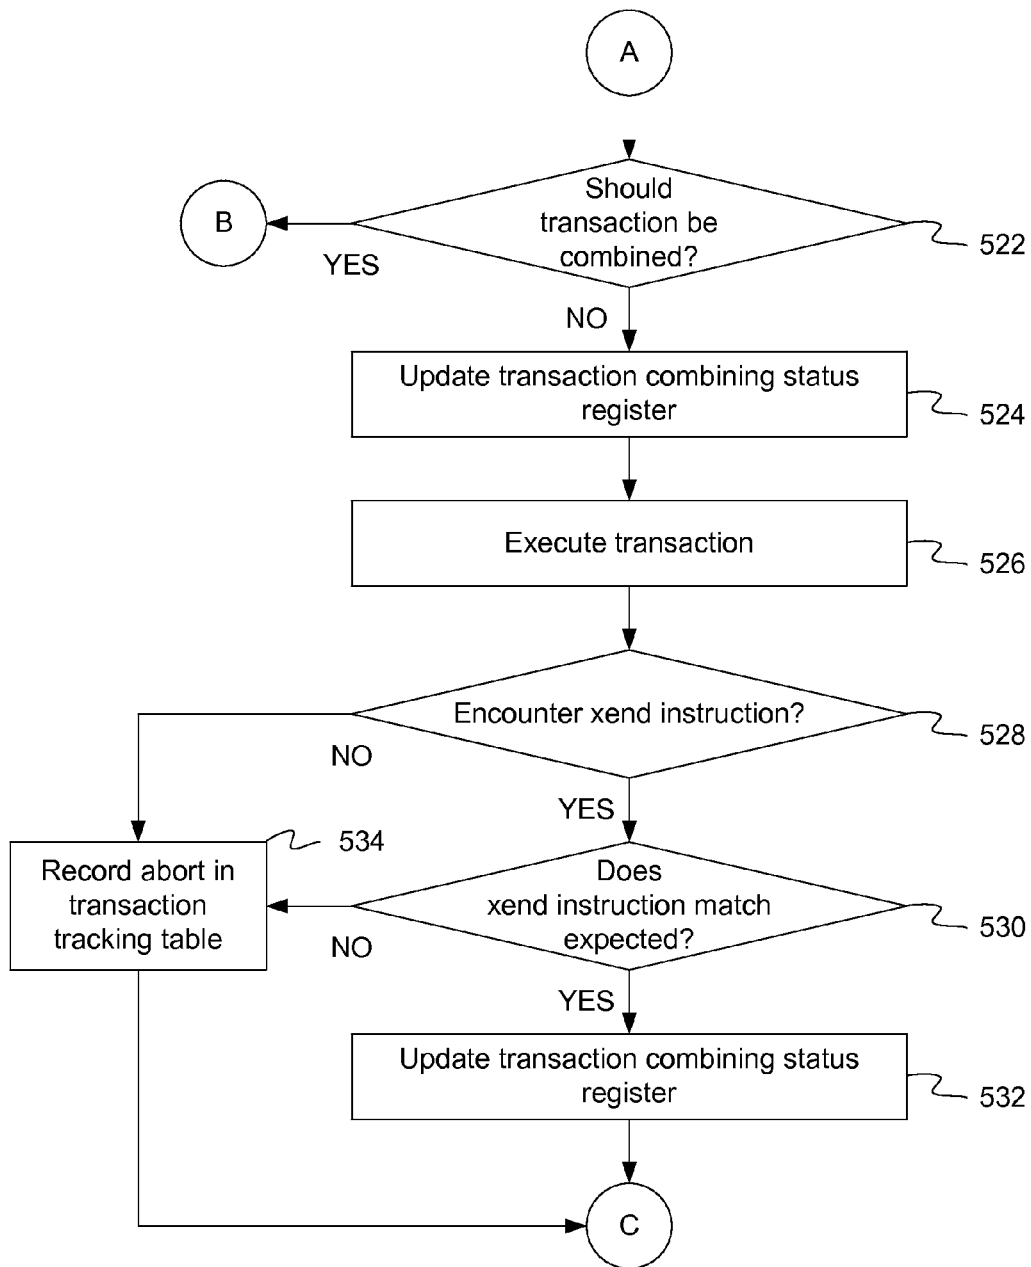 A
Should
transaction be
combined?
522
B
YES
NO
Update transaction combining status
register
524
Execute transaction
526
Encounter xend instruction?
528
NO
YES
534
Record abort in
transaction
tracking table
Does
xend instruction match
expected?
530
NO
YES
Update transaction combining status
register
532
C